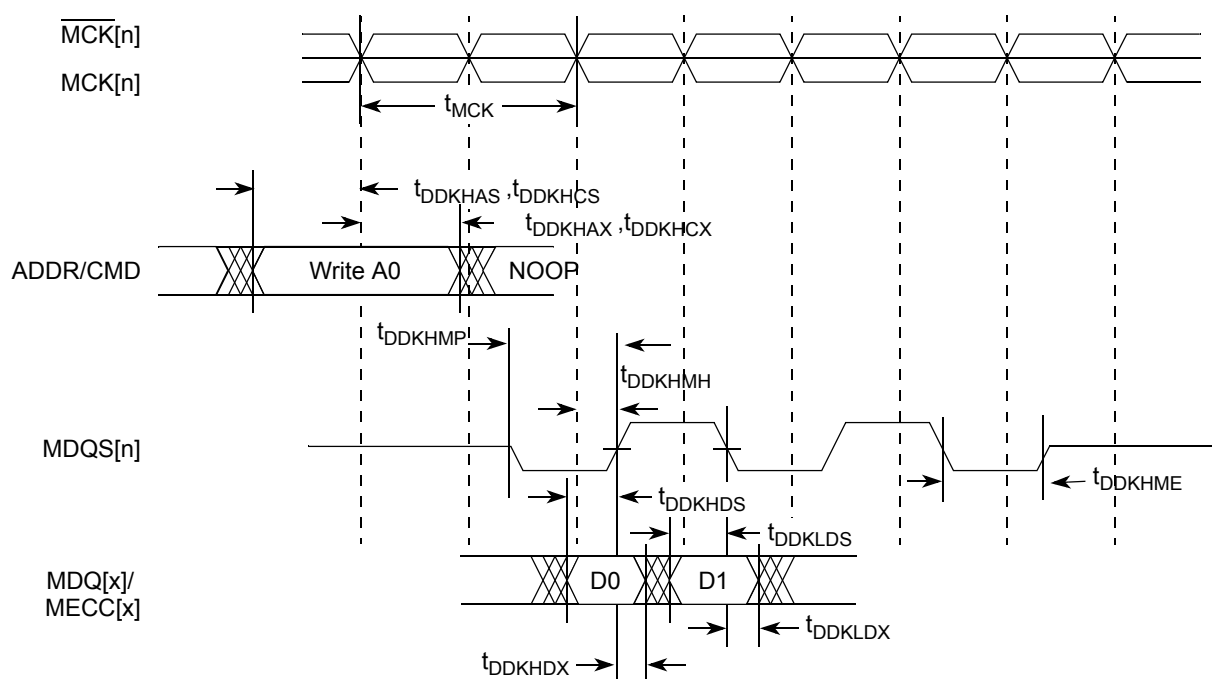 MCK[n]
MCK[n]
tMCK
tDDKHAS ,tDDKHCS
tDDKHAX ,tDDKHCX
ADDR/CMD
Write A0
NOOP
tDDKHMP
tDDKHMH
MDQS[n]
tDDKHME
tDDKHDS
tDDKLDS
MDQ[x]/
MECC[x]
D0
D1
tDDKLDX
tDDKHDX